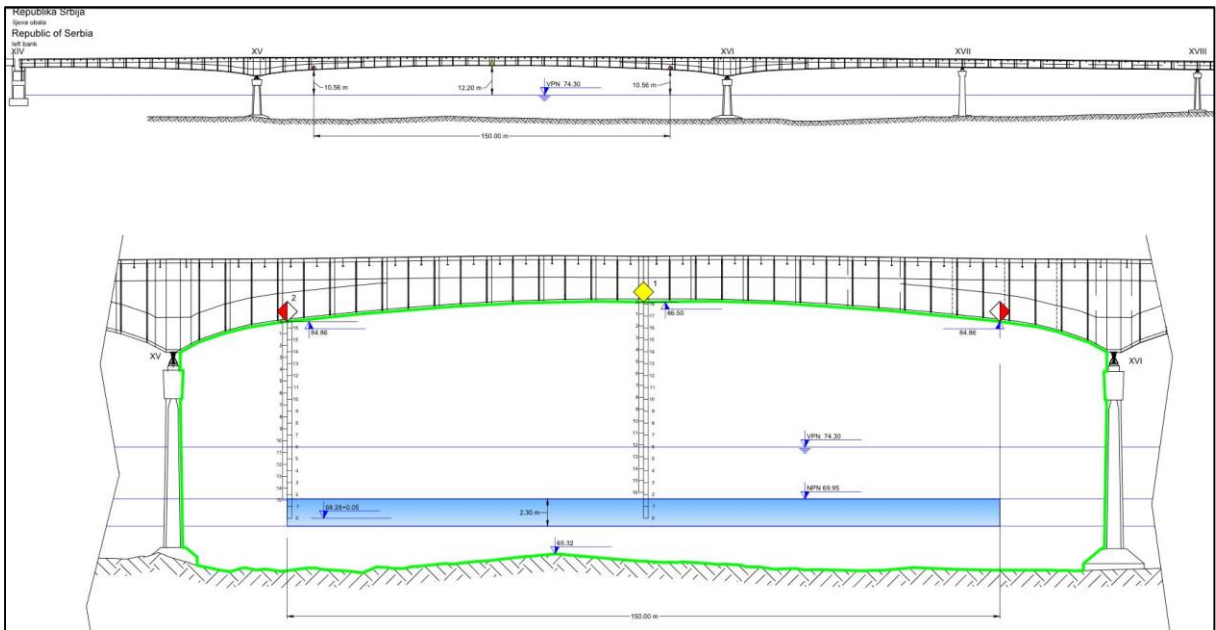 Republika Srbija
lijeva obala
Republic of Serbia
left bank
XIV
XV
XVI
XVII
XVIII
10.56 m
12.20 m
VPN 74.30
10.56 m
150.00 m
2
1
84.86
86.50
84.86
XV
XVI
VPN 74.30
NPN 69.95
68.28+0.05
2.30 m
65.32
150.00 m